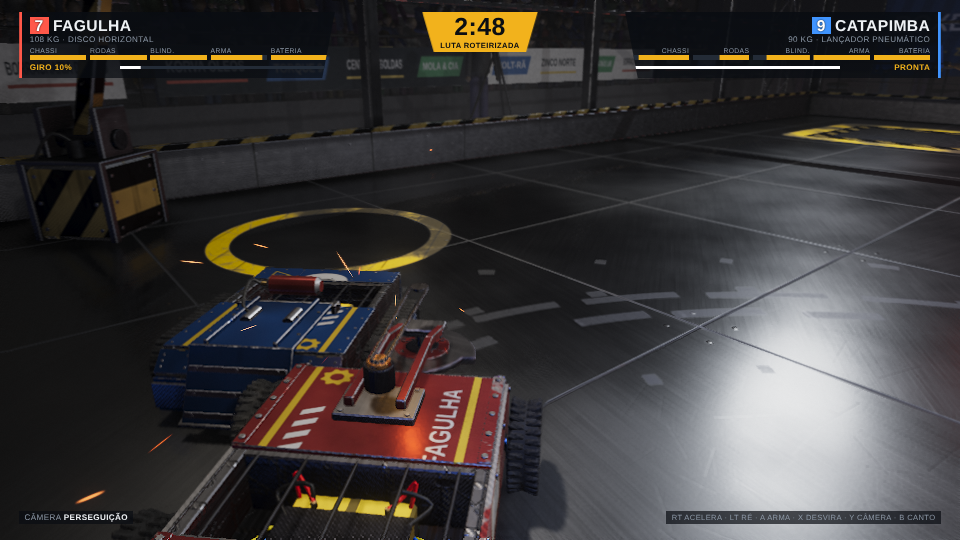 7 FAGULHA
108 KG · DISCO HORIZONTAL
CHASSI RODAS BLIND. ARMA BATERIA
GIRO 10%
2:48
LUTA ROTEIRIZADA
9 CATAPIMBA
90 KG · LANÇADOR PNEUMÁTICO
CHASSI RODAS BLIND. ARMA BATERIA
PRONTA
FAGULHA
CÂMERA PERSEGUIÇÃO
RT ACELERA · LT RÉ · A ARMA · X DESVIRA · Y CÂMERA · B CANTO